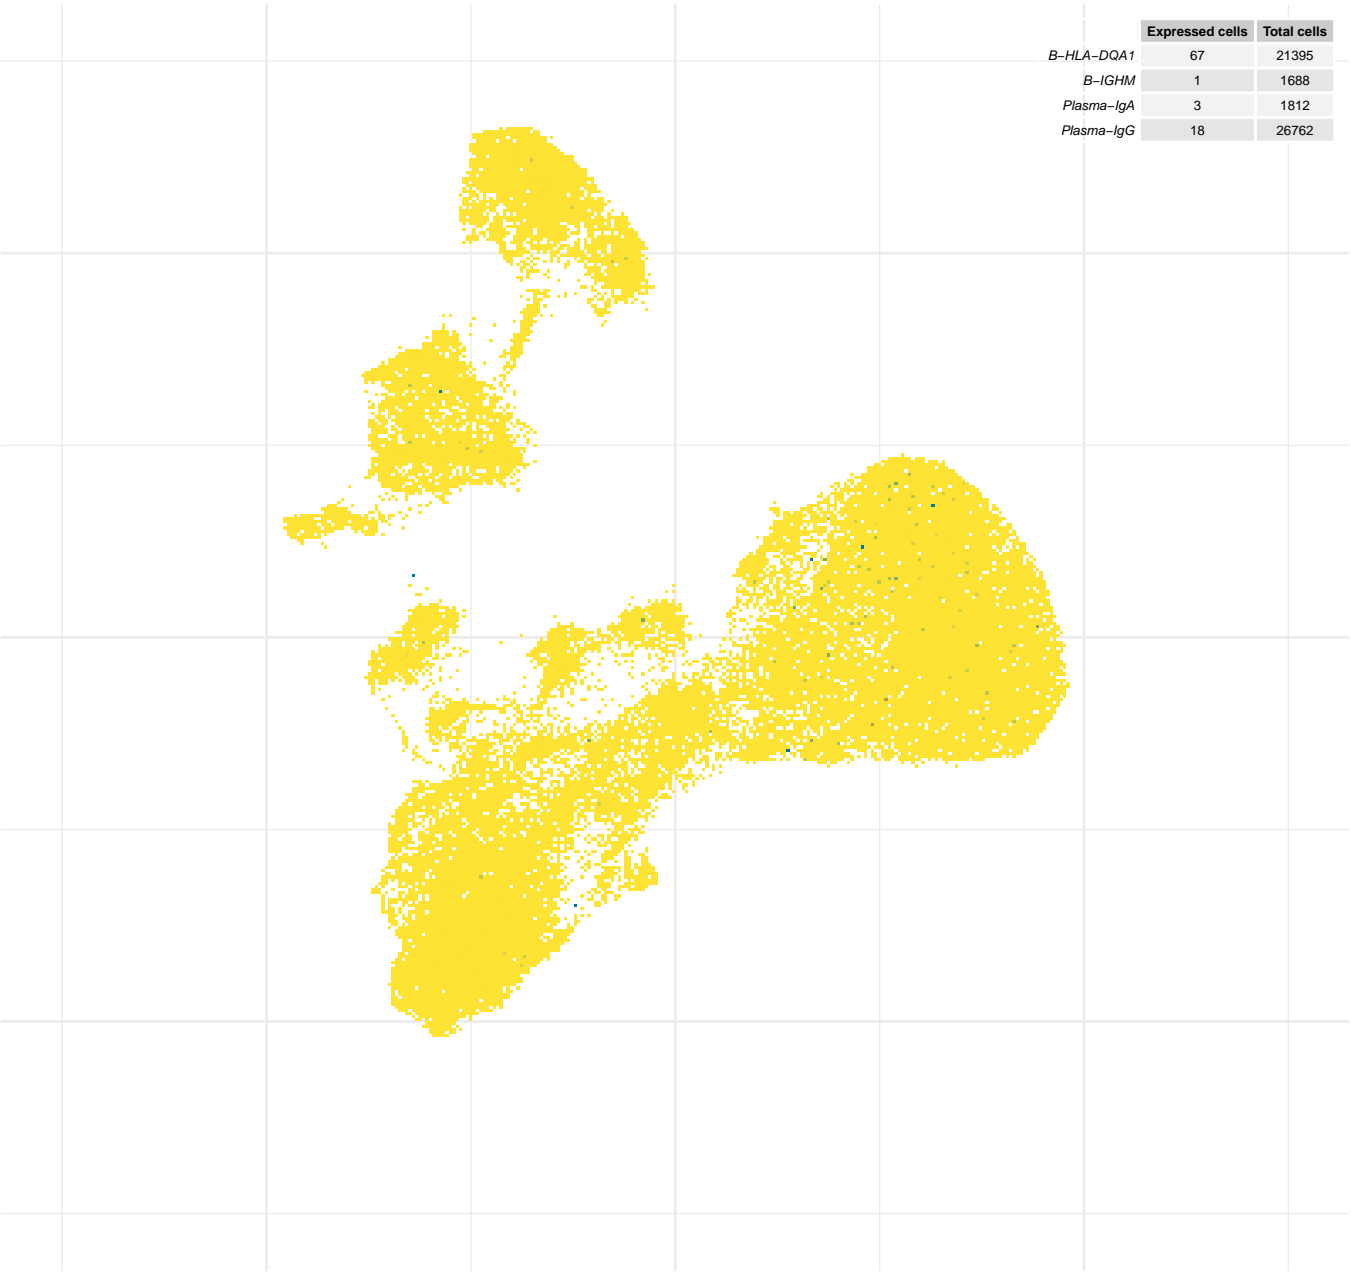 Expressed cells Total cells
B−HLA−DQA1 67 21395
B−IGHM 1 1688
Plasma−IgA 3 1812
Plasma−IgG 18 26762